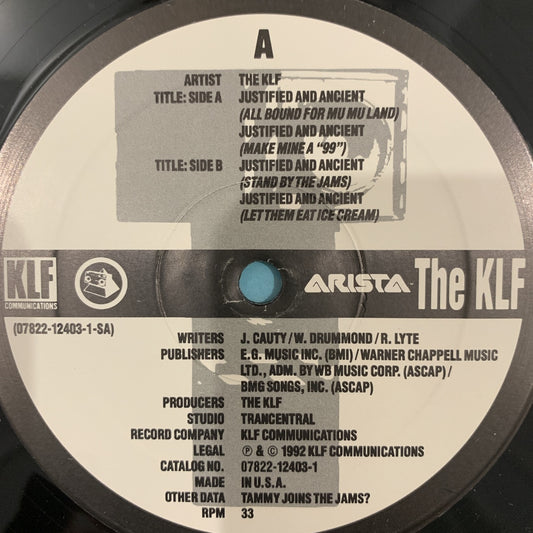 A
ARTIST THE KLF
TITLE: SIDE A JUSTIFIED AND ANCIENT
(ALL BOUND FOR MU MU LAND)
JUSTIFIED AND ANCIENT
(MAKE MINE A "99")
TITLE: SIDE B JUSTIFIED AND ANCIENT
(STAND BY THE JAMS)
JUSTIFIED AND ANCIENT
(LET THEM EAT ICE CREAM)
KLF
COMMUNICATIONS
ARISTA The KLF
(07822-12403-1-SA)
WRITERS J. CAUTY/W. DRUMMOND/R. LYTE
PUBLISHERS E.G. MUSIC INC. (BMI)/WARNER CHAPPELL MUSIC
LTD., ADM. BY WB MUSIC CORP. (ASCAP)/
BMG SONGS, INC. (ASCAP)
PRODUCERS THE KLF
STUDIO TRANCENTRAL
RECORD COMPANY KLF COMMUNICATIONS
LEGAL ℗ & © 1992 KLF COMMUNICATIONS
CATALOG NO. 07822-12403-1
MADE IN U.S.A.
OTHER DATA TAMMY JOINS THE JAMS?
RPM 33